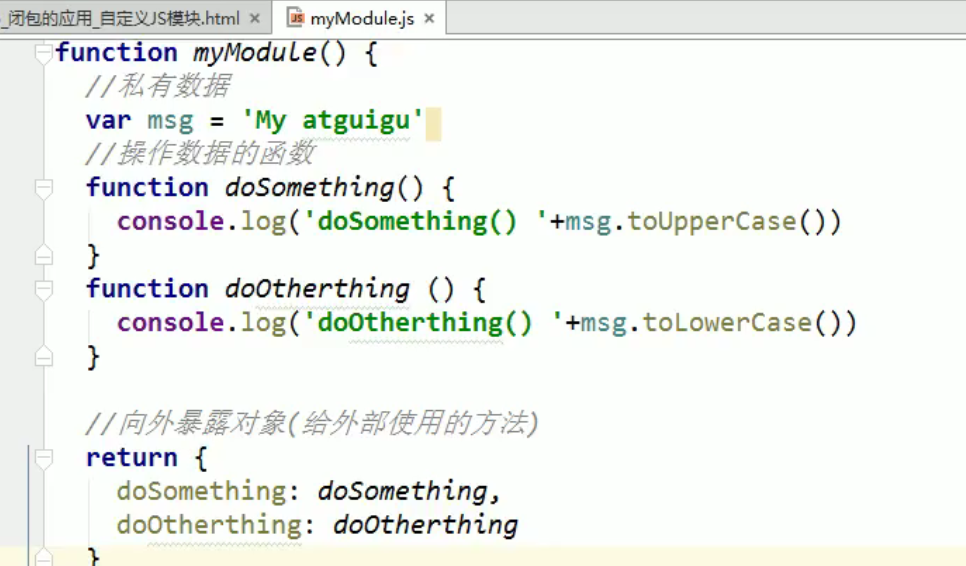 _闭包的应用_自定义JS模块.html ×
JS myModule.js ×
function myModule() {
  //私有数据
  var msg = 'My atguigu'
  //操作数据的函数
  function doSomething() {
    console.log('doSomething() '+msg.toUpperCase())
  }
  function doOtherthing () {
    console.log('doOtherthing() '+msg.toLowerCase())
  }
  //向外暴露对象(给外部使用的方法)
  return {
    doSomething: doSomething,
    doOtherthing: doOtherthing
  }